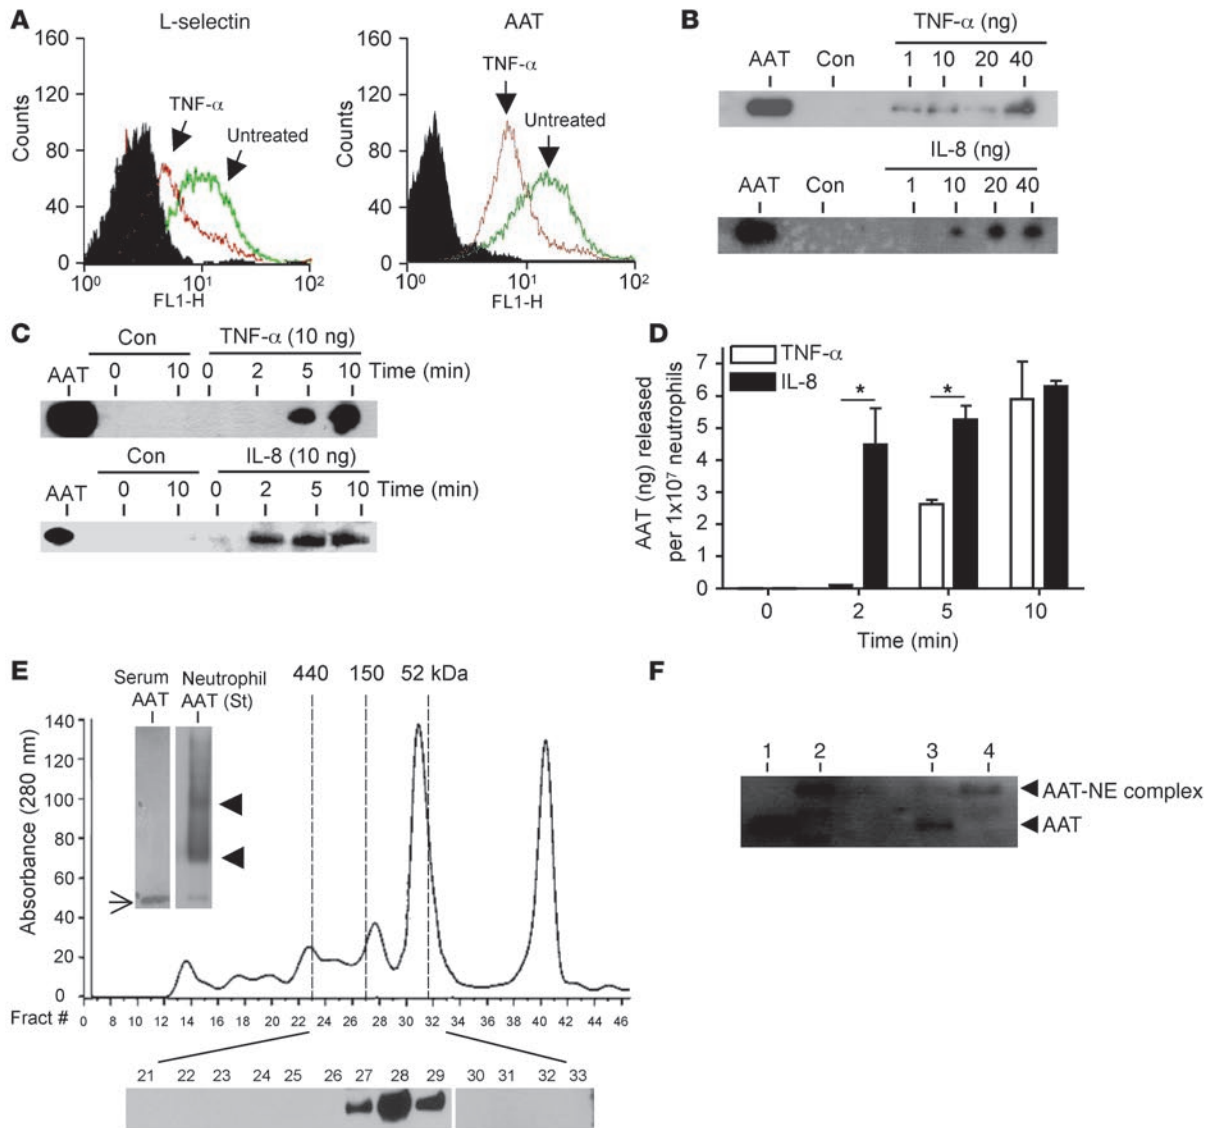 A
L-selectin
160
120
80
40
0
Counts
TNF-α
Untreated
10⁰ 10¹ 10²
FL1-H
AAT
160
120
80
40
0
Counts
TNF-α
Untreated
10⁰ 10¹ 10²
FL1-H
B
TNF-α (ng)
AAT Con 1 10 20 40
IL-8 (ng)
AAT Con 1 10 20 40
C
Con TNF-α (10 ng)
AAT 0 10 0 2 5 10 Time (min)
Con IL-8 (10 ng)
AAT 0 10 0 2 5 10 Time (min)
D
TNF-α
IL-8
7
6
5
4
3
2
1
0
AAT (ng) released
per 1x10⁷ neutrophils
* *
0 2 5 10
Time (min)
E
Serum AAT
Neutrophil AAT (St)
440 150 52 kDa
140
120
100
80
60
40
20
0
Absorbance (280 nm)
Fract # 0 2 4 6 8 10 12 14 16 18 20 22 24 26 28 30 32 34 36 38 40 42 44 46
21 22 23 24 25 26 27 28 29 30 31 32 33
F
1 2 3 4
AAT-NE complex
AAT